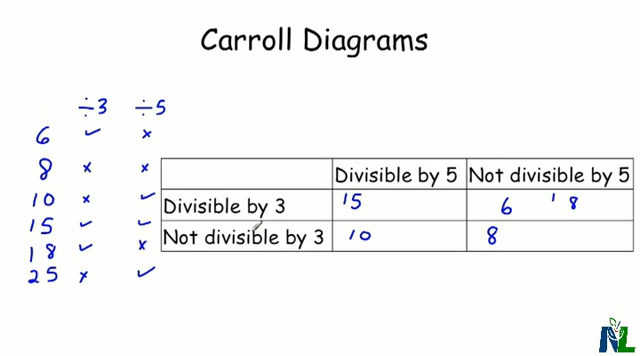 Carroll Diagrams
÷3 ÷5
6 ✓ ×
8 × ×
10 × ✓
15 ✓ ✓
18 ✓ ×
25 × ✓
Divisible by 5 Not divisible by 5
Divisible by 3 15 6 18
Not divisible by 3 10 8
NL